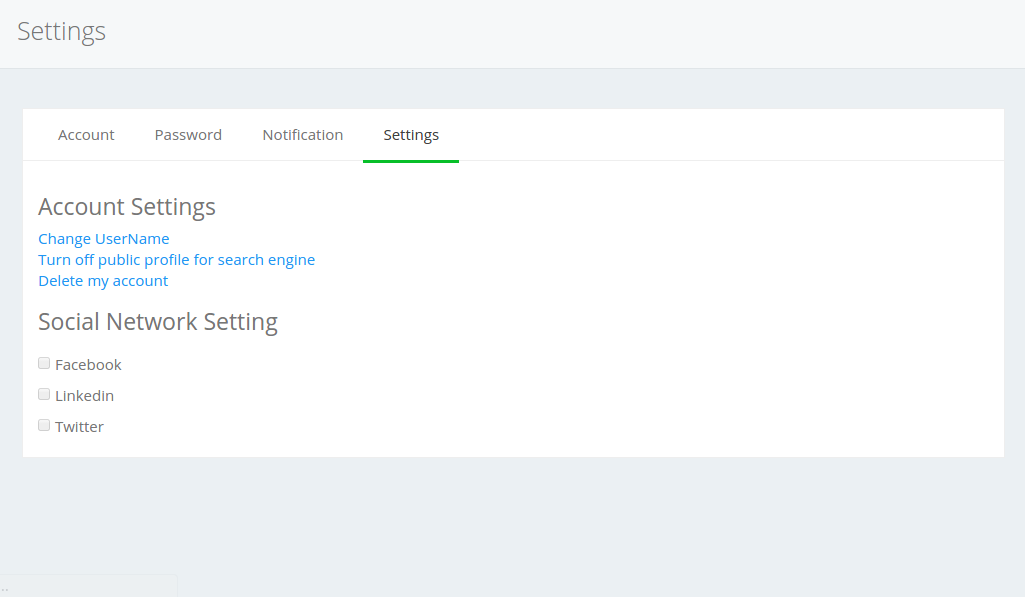 Settings
Account Password Notification Settings
Account Settings
Change UserName
Turn off public profile for search engine
Delete my account
Social Network Setting
Facebook
Linkedin
Twitter
..